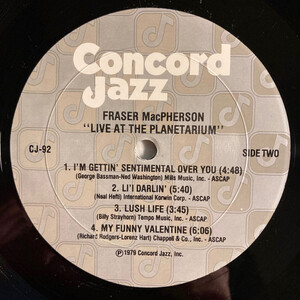 Concord
Jazz
FRASER MacPHERSON
"LIVE AT THE PLANETARIUM"
CJ-92
SIDE TWO
1. I'M GETTIN' SENTIMENTAL OVER YOU (4:48)
(George Bassman-Ned Washington) Mills Music, Inc. - ASCAP
2. LI'l DARLIN' (5:40)
(Neal Hefti) International Korwin Corp. - ASCAP
3. LUSH LIFE (3:45)
(Billy Strayhorn) Tempo Music, Inc. - ASCAP
4. MY FUNNY VALENTINE (6:06)
(Richard Rodgers-Lorenz Hart) Chappell & Co., Inc. - ASCAP
℗ 1979 Concord Jazz, Inc.